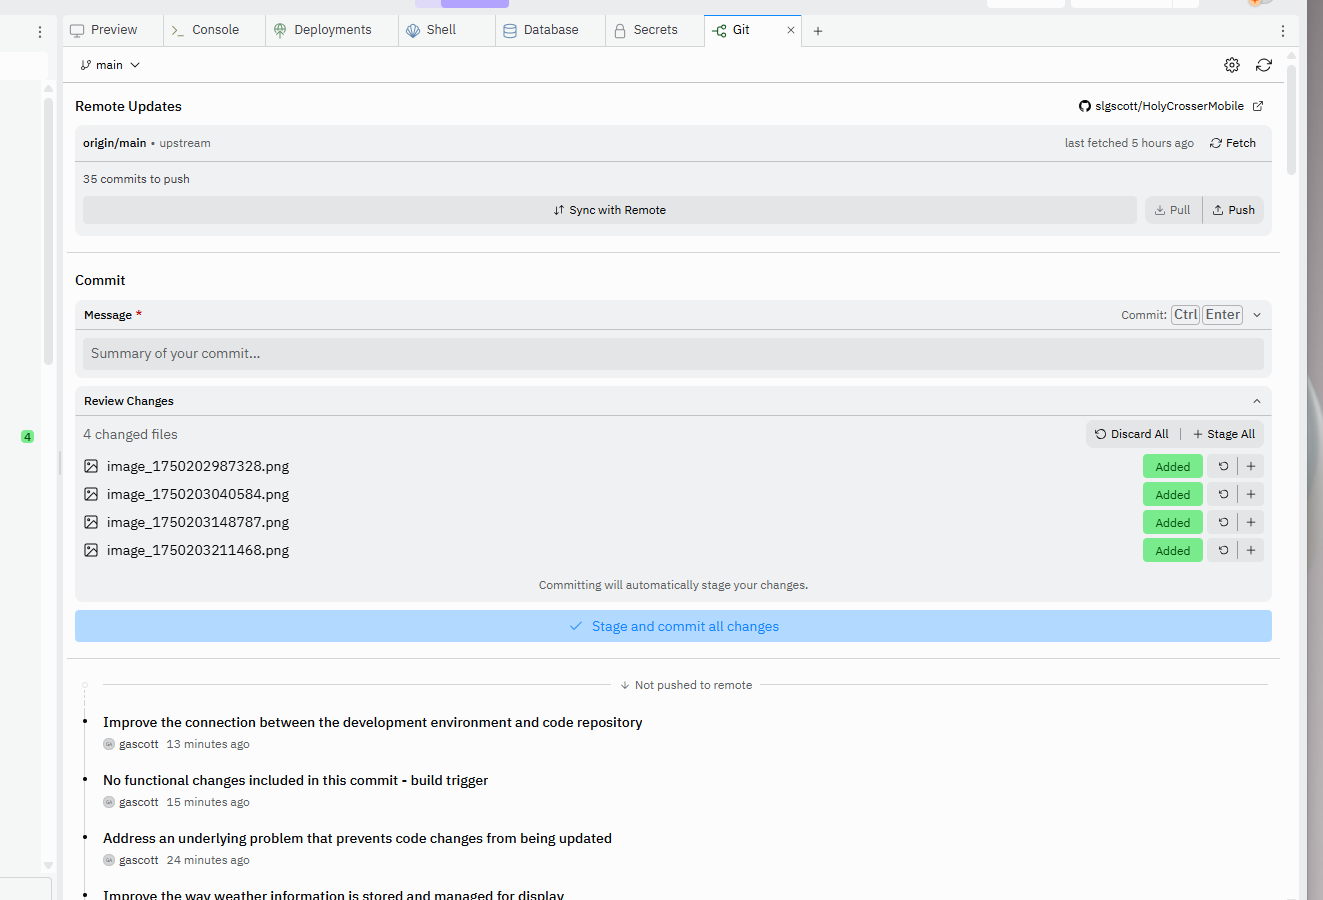 Preview
Console
Deployments
Shell
Database
Secrets
Git
main
Remote Updates
slgscott/HolyCrosserMobile
origin/main • upstream
last fetched 5 hours ago
Fetch
35 commits to push
Sync with Remote
Pull
Push
Commit
Message *
Commit: Ctrl Enter
Summary of your commit...
Review Changes
4 changed files
Discard All
Stage All
4
image_1750202987328.png
Added
image_1750203040584.png
Added
image_1750203148787.png
Added
image_1750203211468.png
Added
Committing will automatically stage your changes.
Stage and commit all changes
Not pushed to remote
Improve the connection between the development environment and code repository
gascott 13 minutes ago
No functional changes included in this commit - build trigger
gascott 15 minutes ago
Address an underlying problem that prevents code changes from being updated
gascott 24 minutes ago
Improve the way weather information is stored and managed for display